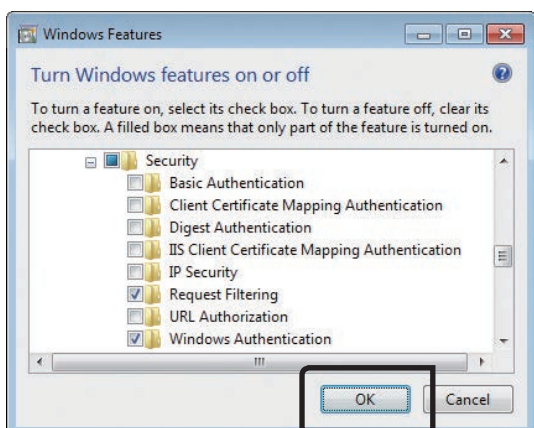 Windows Features
Turn Windows features on or off
To turn a feature on, select its check box. To turn a feature off, clear its
check box. A filled box means that only part of the feature is turned on.
Security
Basic Authentication
Client Certificate Mapping Authentication
Digest Authentication
IIS Client Certificate Mapping Authentication
IP Security
Request Filtering
URL Authorization
Windows Authentication
OK Cancel